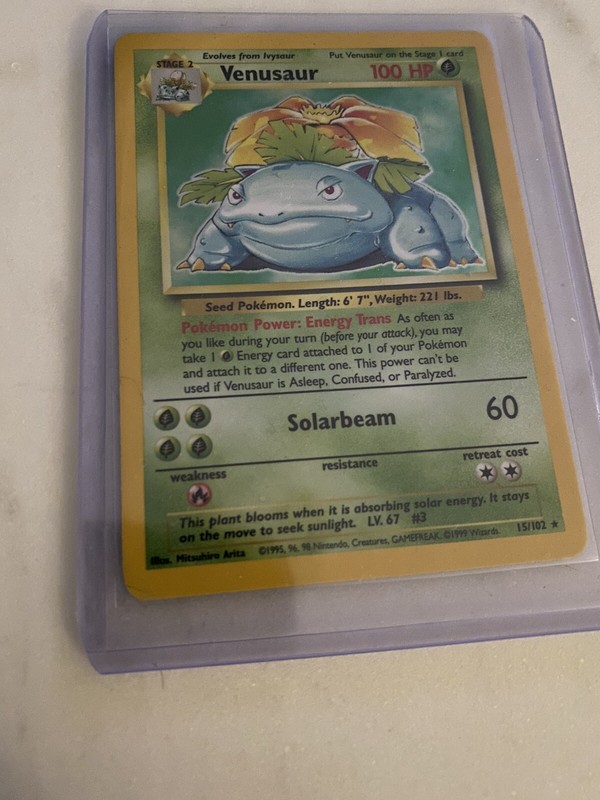 Evolves from Ivysaur Put Venusaur on the Stage 1 card
STAGE 2
Venusaur 100 HP
Seed Pokémon. Length: 6' 7", Weight: 221 lbs.
Pokémon Power: Energy Trans As often as
you like during your turn (before your attack), you may
take 1 Energy card attached to 1 of your Pokémon
and attach it to a different one. This power can't be
used if Venusaur is Asleep, Confused, or Paralyzed.
Solarbeam 60
weakness resistance retreat cost
This plant blooms when it is absorbing solar energy. It stays
on the move to seek sunlight. LV. 67 #3
Illus. Mitsuhiro Arita ©1995, 96, 98 Nintendo, Creatures, GAMEFREAK. ©1999 Wizards. 15/102 ★